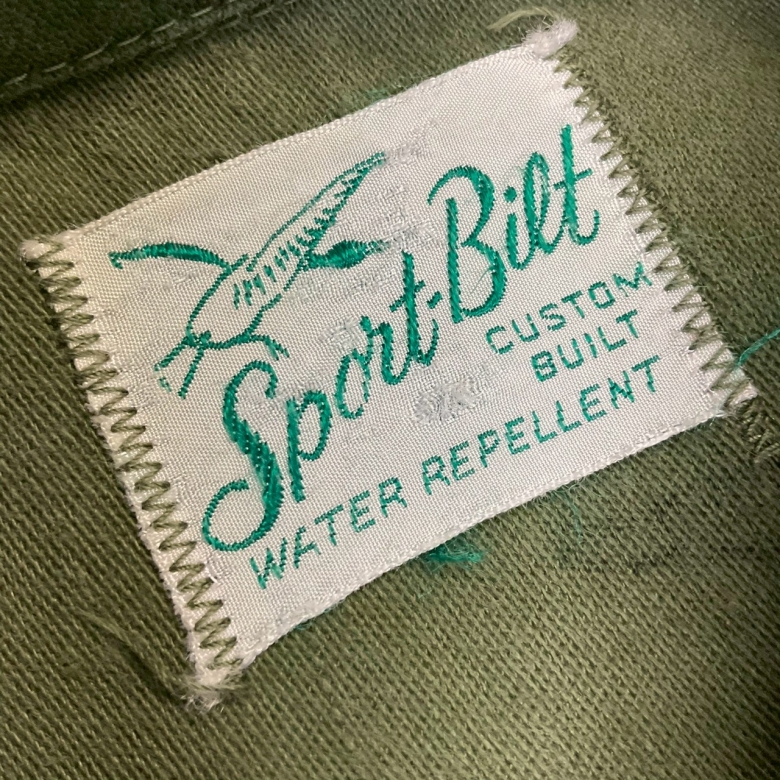 Sport-Bilt
CUSTOM
BUILT
WATER REPELLENT